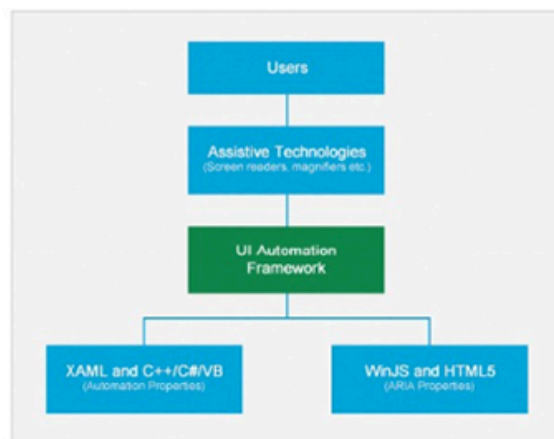 Users
Assistive Technologies
(Screen readers, magnifiers etc.)
UI Automation
Framework
XAML and C++/C#/VB
(Automation Properties)
WinJS and HTML5
(ARIA Properties)